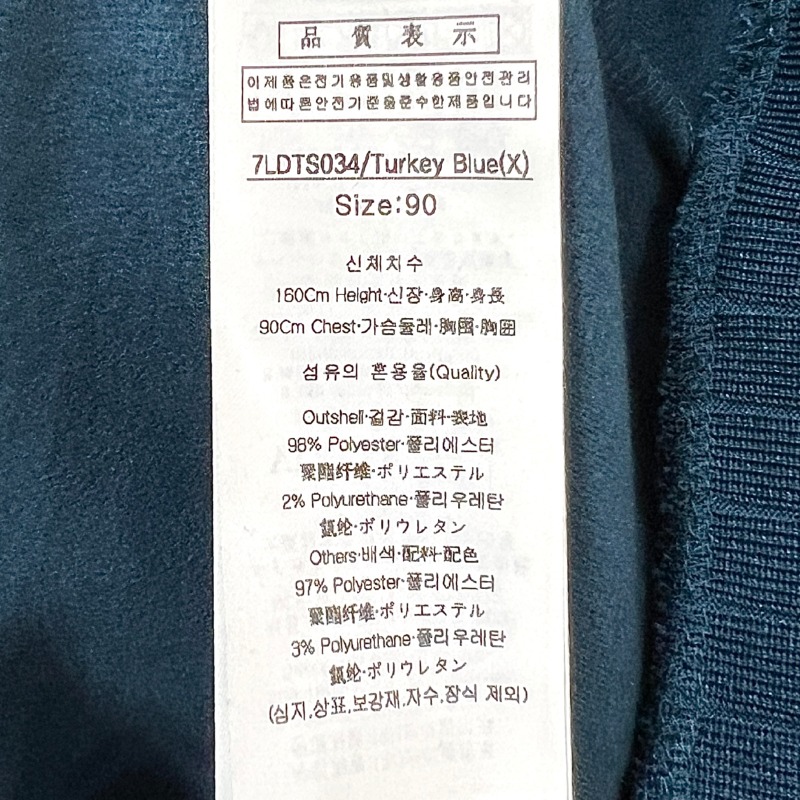 品質表示
이제품은전기용품및생활용품안전관리
법에따른안전기준을준수한제품입니다
7LDTS034/Turkey Blue(X)
Size:90
신체치수
160Cm Height·신장·身高·身長
90Cm Chest·가슴둘레·胸围·胸囲
섬유의 혼용율(Quality)
Outshell·겉감·面料·表地
98% Polyester·폴리에스터
聚酯纤维·ポリエステル
2% Polyurethane·폴리우레탄
氨纶·ポリウレタン
Others·배색·配料·配色
97% Polyester·폴리에스터
聚酯纤维·ポリエステル
3% Polyurethane·폴리우레탄
氨纶·ポリウレタン
(심지,상표,보강재,자수,장식 제외)